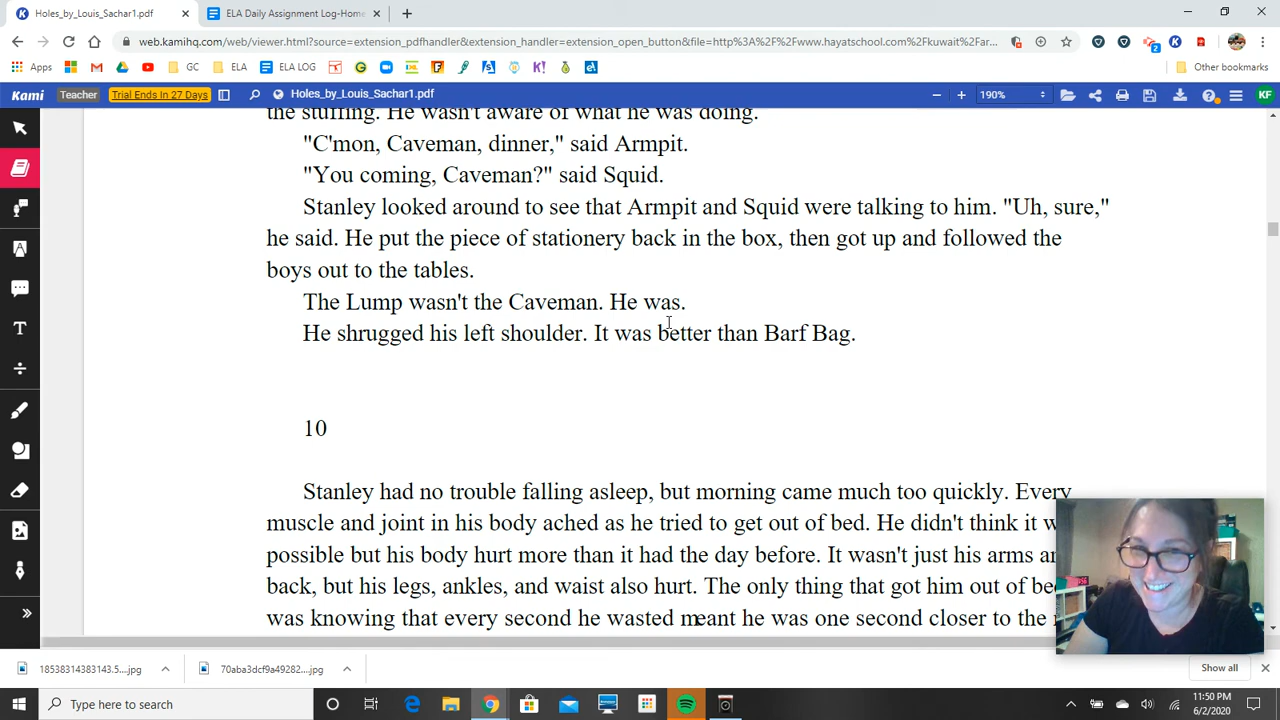 Holes_by_Louis_Sachar1.pdf
ELA Daily Assignment Log-Home
web.kamihq.com/web/viewer.html?source=extension_pdfhandler&extension_handler=extension_open_button&file=http%3A%2F%2Fwww.hayatschool.com%2Fkuwait%2Far...
Apps GC ELA ELA LOG Other bookmarks
Kami Teacher Trial Ends In 27 Days Holes_by_Louis_Sachar1.pdf 190% KF
the stuffing. He wasn't aware of what he was doing.
"C'mon, Caveman, dinner," said Armpit.
"You coming, Caveman?" said Squid.
Stanley looked around to see that Armpit and Squid were talking to him. "Uh, sure,"
he said. He put the piece of stationery back in the box, then got up and followed the
boys out to the tables.
The Lump wasn't the Caveman. He was.
He shrugged his left shoulder. It was better than Barf Bag.
10
Stanley had no trouble falling asleep, but morning came much too quickly. Every
muscle and joint in his body ached as he tried to get out of bed. He didn't think it
possible but his body hurt more than it had the day before. It wasn't just his arms
back, but his legs, ankles, and waist also hurt. The only thing that got him out of
was knowing that every second he wasted meant he was one second closer to the
18538314383143.5....jpg 70aba3dcf9a49282....jpg Show all
Type here to search
11:50 PM
6/2/2020